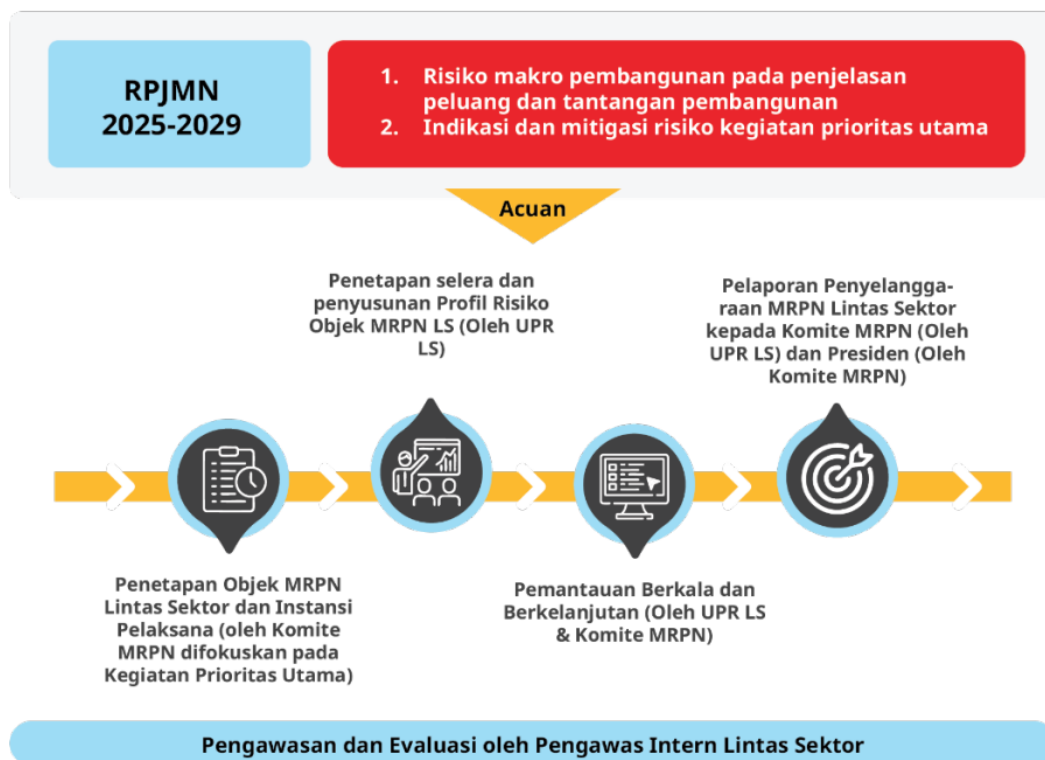 RPJMN
2025-2029
1. Risiko makro pembangunan pada penjelasan
peluang dan tantangan pembangunan
2. Indikasi dan mitigasi risiko kegiatan prioritas utama
Acuan
Penetapan selera dan
penyusunan Profil Risiko
Objek MRPN LS (Oleh UPR
LS)
Pelaporan Penyelangga-
raan MRPN Lintas Sektor
kepada Komite MRPN (Oleh
UPR LS) dan Presiden (Oleh
Komite MRPN)
Penetapan Objek MRPN
Lintas Sektor dan Instansi
Pelaksana (oleh Komite
MRPN difokuskan pada
Kegiatan Prioritas Utama)
Pemantauan Berkala dan
Berkelanjutan (Oleh UPR LS
& Komite MRPN)
Pengawasan dan Evaluasi oleh Pengawas Intern Lintas Sektor